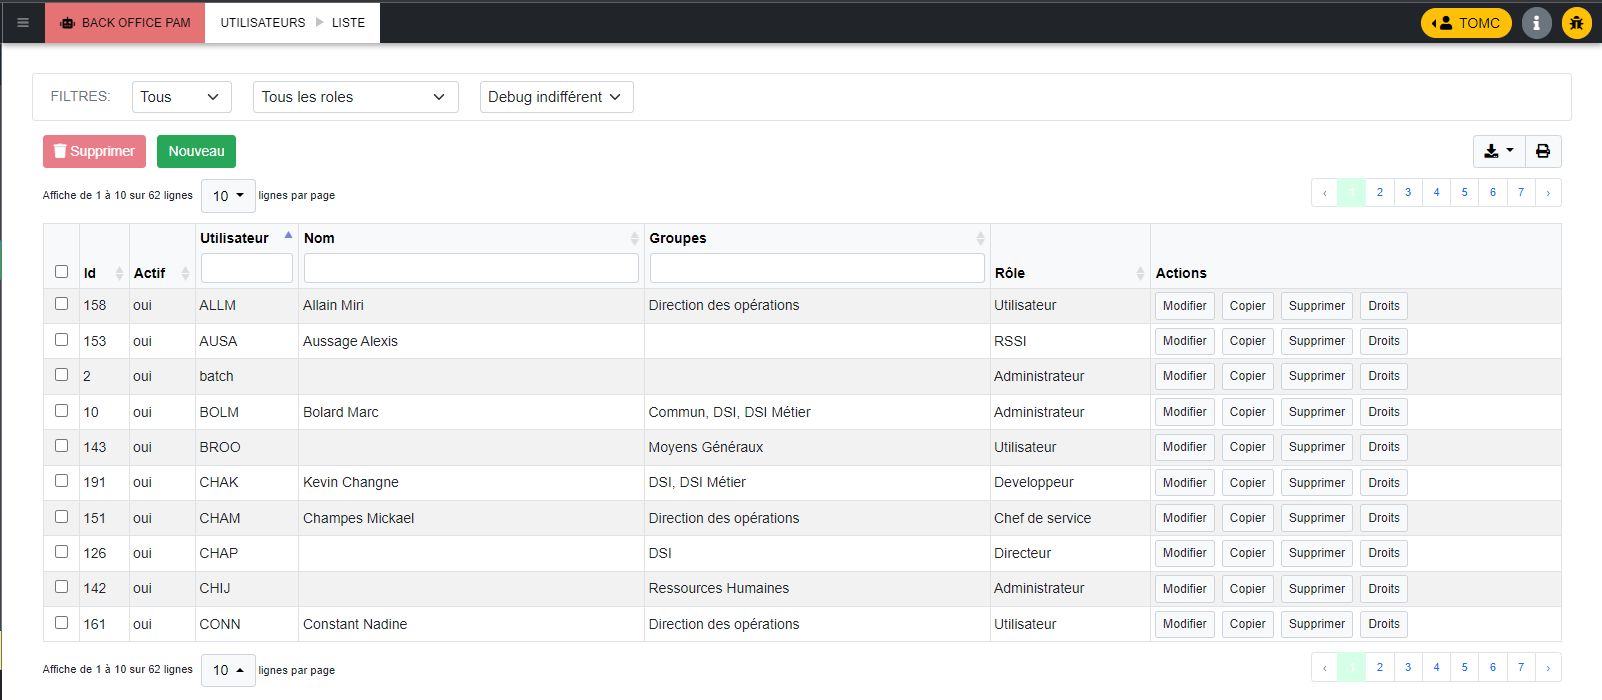 BACK OFFICE PAM UTILISATEURS LISTE TOMC
FILTRES: Tous Tous les roles Debug indifférent
Supprimer Nouveau
Affiche de 1 à 10 sur 62 lignes 10 lignes par page ‹ 1 2 3 4 5 6 7 ›
Id Actif Utilisateur Nom Groupes Rôle Actions
158 oui ALLM Allain Miri Direction des opérations Utilisateur Modifier Copier Supprimer Droits
153 oui AUSA Aussage Alexis RSSI Modifier Copier Supprimer Droits
2 oui batch Administrateur Modifier Copier Supprimer Droits
10 oui BOLM Bolard Marc Commun, DSI, DSI Métier Administrateur Modifier Copier Supprimer Droits
143 oui BROO Moyens Généraux Utilisateur Modifier Copier Supprimer Droits
191 oui CHAK Kevin Changne DSI, DSI Métier Developpeur Modifier Copier Supprimer Droits
151 oui CHAM Champes Mickael Direction des opérations Chef de service Modifier Copier Supprimer Droits
126 oui CHAP DSI Directeur Modifier Copier Supprimer Droits
142 oui CHIJ Ressources Humaines Administrateur Modifier Copier Supprimer Droits
161 oui CONN Constant Nadine Direction des opérations Utilisateur Modifier Copier Supprimer Droits
Affiche de 1 à 10 sur 62 lignes 10 lignes par page ‹ 1 2 3 4 5 6 7 ›